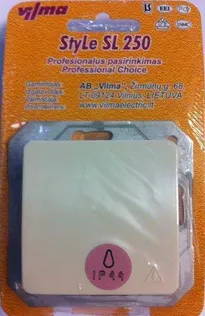 vilma
Style SL 250
Profesionalus pasirinkimas
Professional Choice
AB „Vilma", Žirmūnų g. 68,
LT-09124 Vilnius, LIETUVA
www.vilmaelectric.lt
IP44